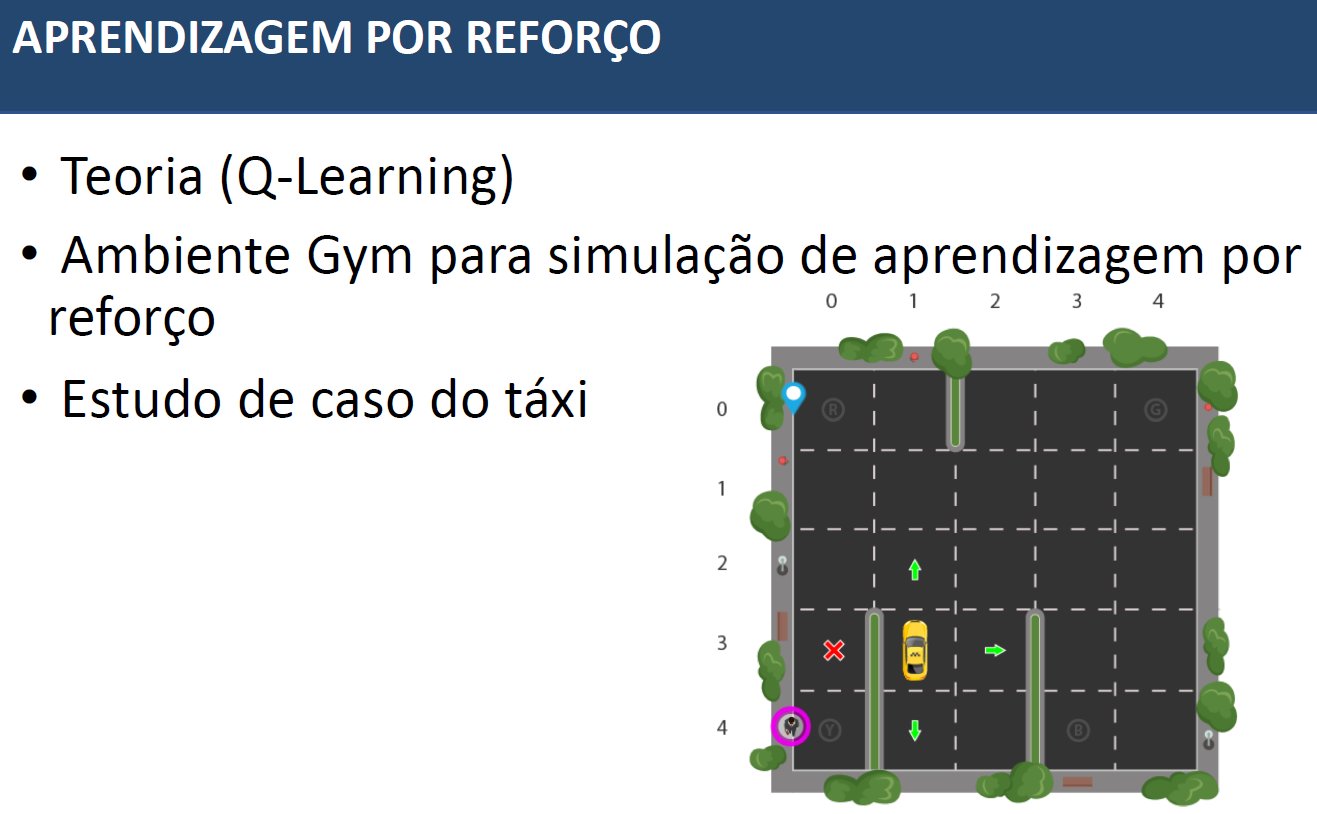 APRENDIZAGEM POR REFORÇO
• Teoria (Q-Learning)
• Ambiente Gym para simulação de aprendizagem por
reforço
• Estudo de caso do táxi
0 1 2 3 4
0
R G
1
2
3
4
Y B